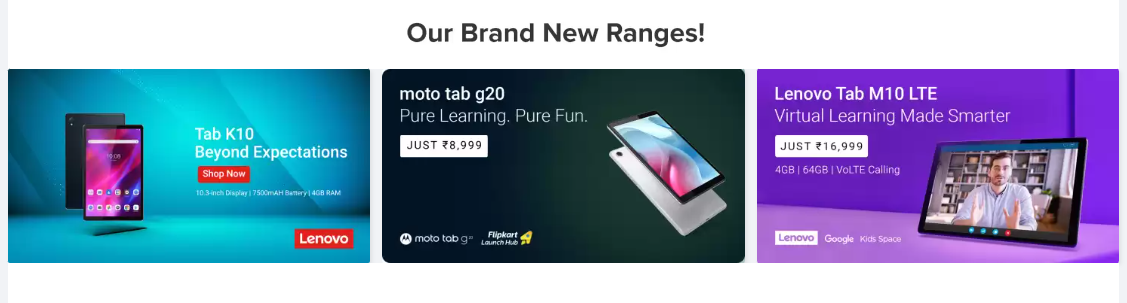 Our Brand New Ranges!
Tab K10
Beyond Expectations
Shop Now
10.3-inch Display | 7500mAH Battery | 4GB RAM
Lenovo
moto tab g20
Pure Learning. Pure Fun.
JUST ₹8,999
moto tab g20
Flipkart
Launch Hub
Lenovo Tab M10 LTE
Virtual Learning Made Smarter
JUST ₹16,999
4GB | 64GB | VoLTE Calling
Lenovo Google Kids Space